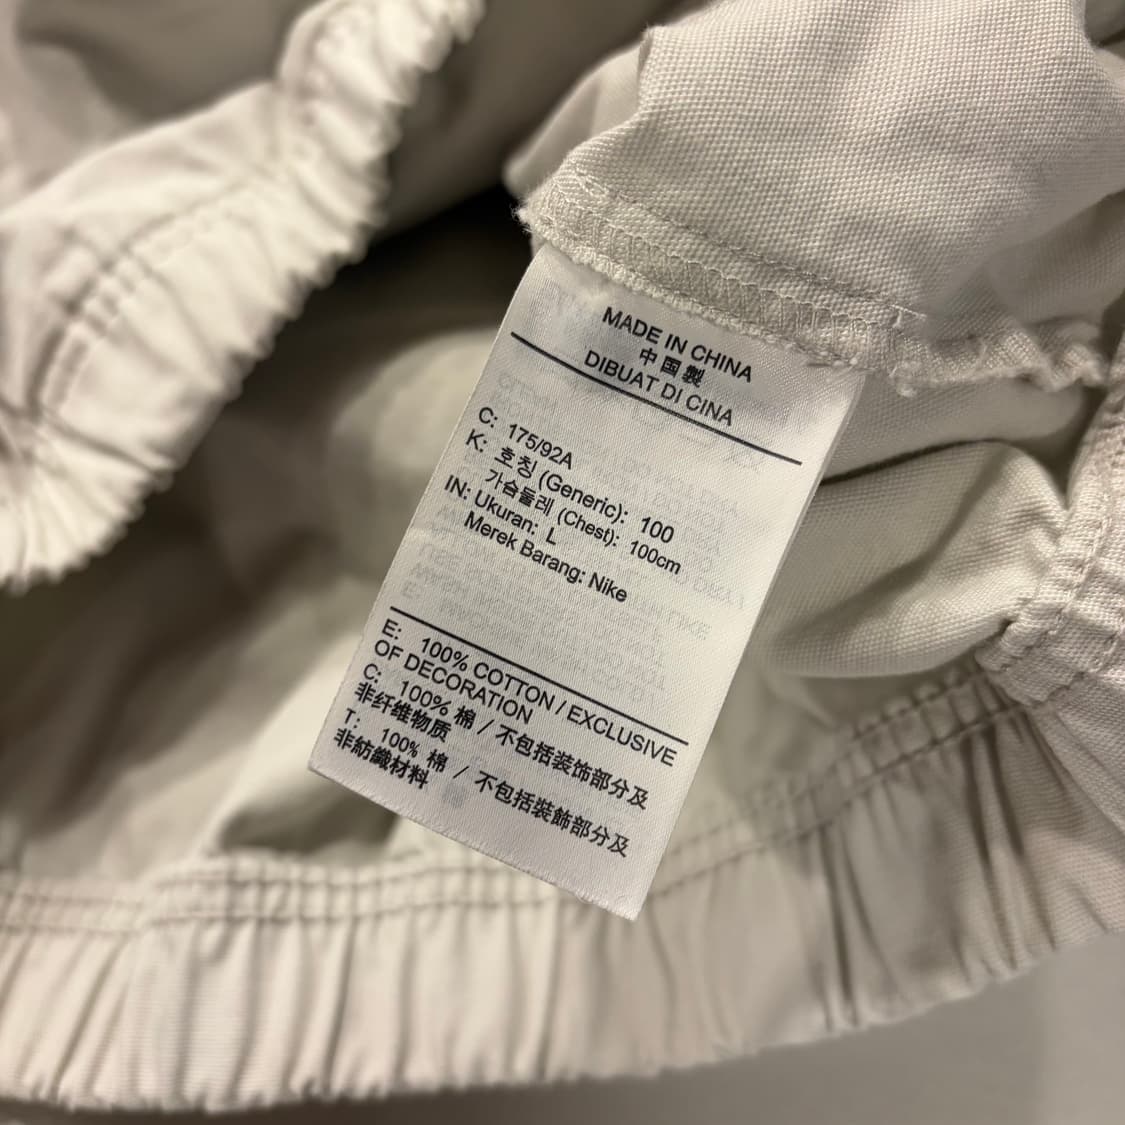 MADE IN CHINA
中国製
DIBUAT DI CINA
C: 175/92A
K: 호칭 (Generic): 100
가슴둘레 (Chest): 100cm
IN: Ukuran: L
Merek Barang: Nike
E: 100% COTTON / EXCLUSIVE
OF DECORATION
C: 100% 棉 / 不包括装饰部分及
非纤维物质
T: 100% 棉 / 不包括裝飾部分及
非紡織材料